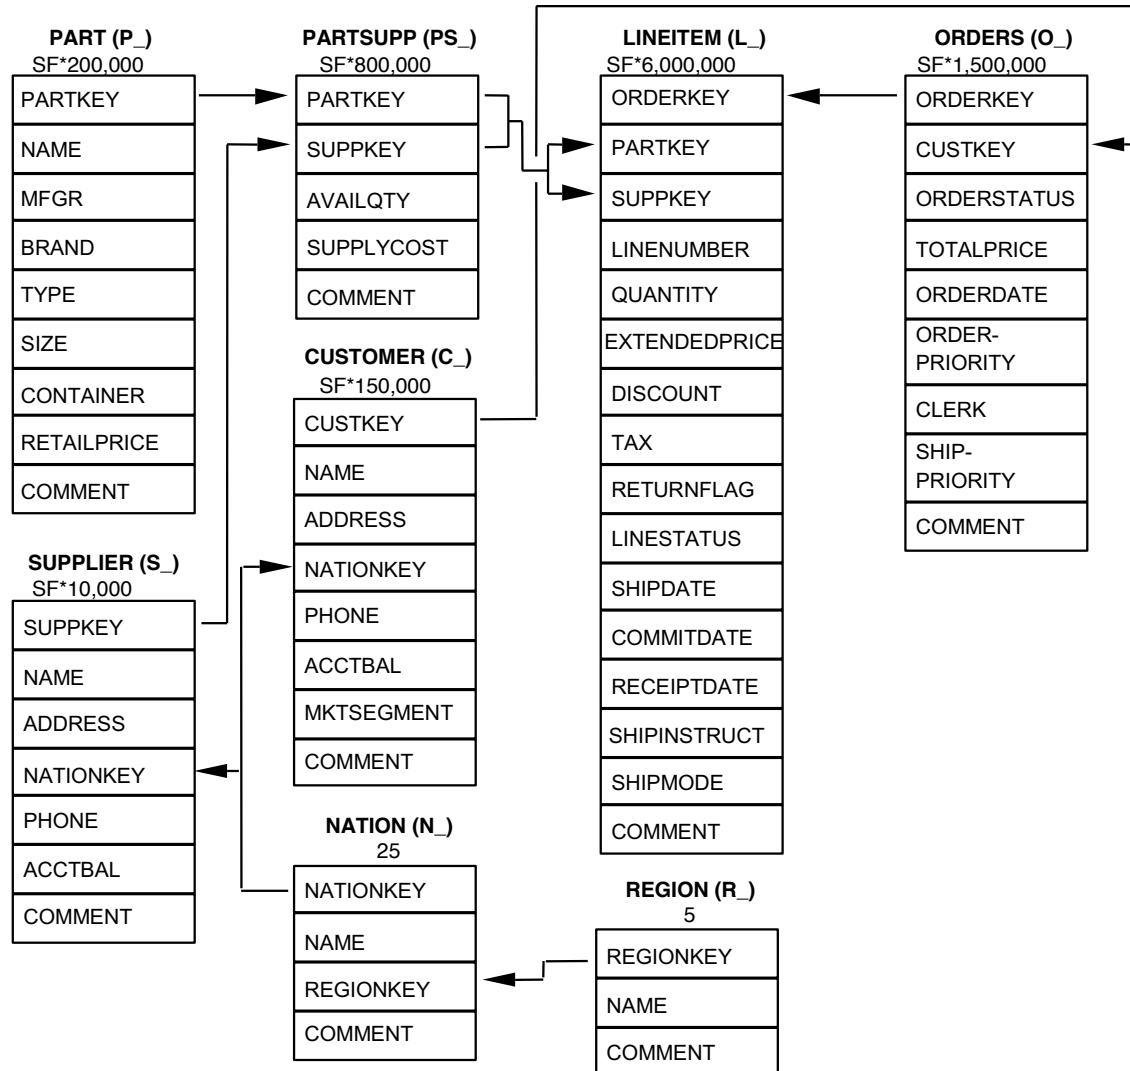 PART (P_)
SF*200,000
PARTKEY
NAME
MFGR
BRAND
TYPE
SIZE
CONTAINER
RETAILPRICE
COMMENT
SUPPLIER (S_)
SF*10,000
SUPPKEY
NAME
ADDRESS
NATIONKEY
PHONE
ACCTBAL
COMMENT
PARTSUPP (PS_)
SF*800,000
PARTKEY
SUPPKEY
AVAILQTY
SUPPLYCOST
COMMENT
CUSTOMER (C_)
SF*150,000
CUSTKEY
NAME
ADDRESS
NATIONKEY
PHONE
ACCTBAL
MKTSEGMENT
COMMENT
NATION (N_)
25
NATIONKEY
NAME
REGIONKEY
COMMENT
LINEITEM (L_)
SF*6,000,000
ORDERKEY
PARTKEY
SUPPKEY
LINENUMBER
QUANTITY
EXTENDEDPRICE
DISCOUNT
TAX
RETURNFLAG
LINESTATUS
SHIPDATE
COMMITDATE
RECEIPTDATE
SHIPINSTRUCT
SHIPMODE
COMMENT
REGION (R_)
5
REGIONKEY
NAME
COMMENT
ORDERS (O_)
SF*1,500,000
ORDERKEY
CUSTKEY
ORDERSTATUS
TOTALPRICE
ORDERDATE
ORDER-
PRIORITY
CLERK
SHIP-
PRIORITY
COMMENT